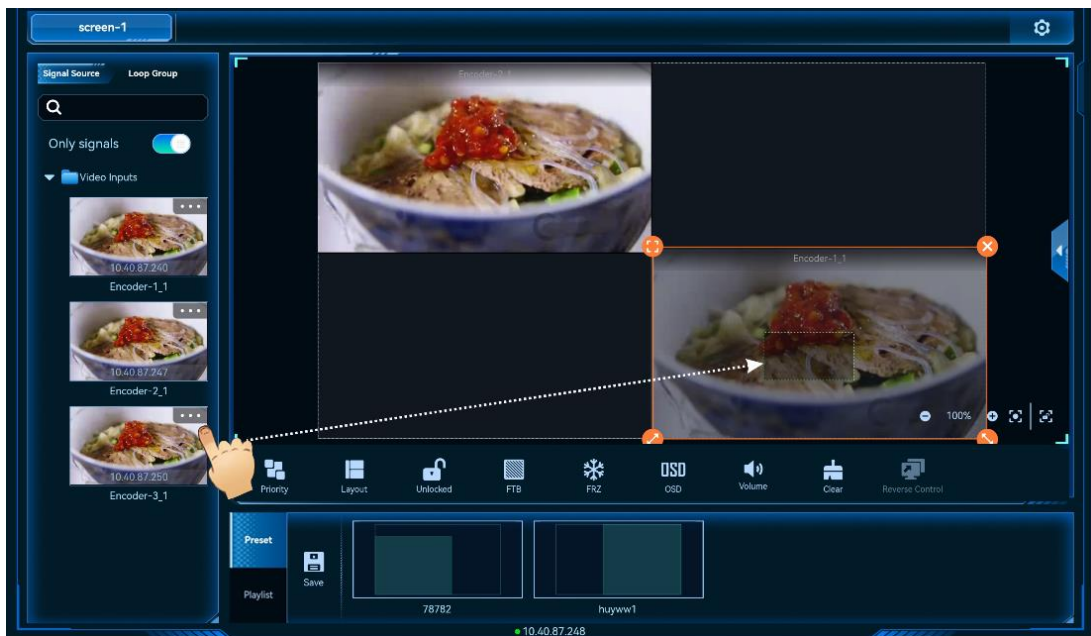 screen-1
Signal Source Loop Group
Only signals
Video Inputs
10.40.87.240
Encoder-1_1
10.40.87.247
Encoder-2_1
10.40.87.250
Encoder-3_1
Encoder-2_1
Encoder-1_1
100%
Priority Layout Unlocked FTB FRZ OSD OSD Volume Clear Reverse Control
Preset
Playlist
Save
78782 huyww1
10.40.87.248